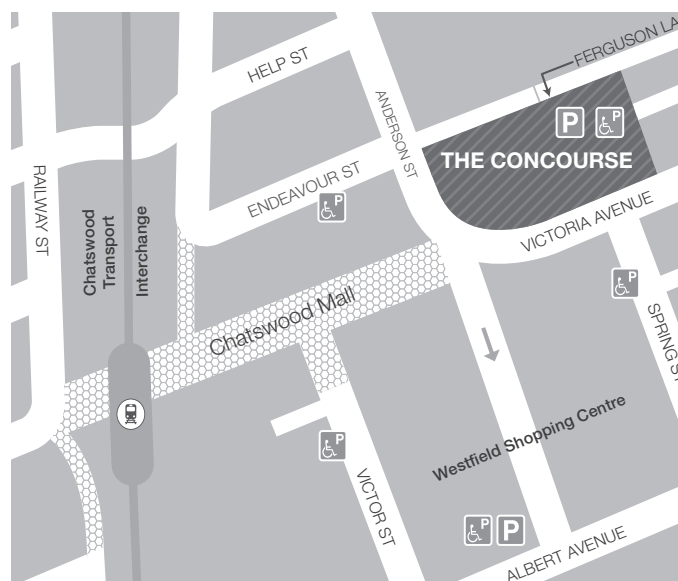 FERGUSON LA
HELP ST
ANDERSON ST
P
P
THE CONCOURSE
RAILWAY ST
ENDEAVOUR ST
P
VICTORIA AVENUE
Chatswood
Transport
Interchange
P
SPRING ST
Chatswood Mall
Westfield Shopping Centre
P
VICTOR ST
P
P
ALBERT AVENUE